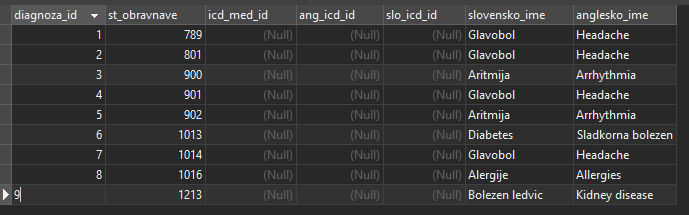 diagnoza_id st_obravnave icd_med_id ang_icd_id slo_icd_id slovensko_ime anglesko_ime
1 789 (Null) (Null) (Null) Glavobol Headache
2 801 (Null) (Null) (Null) Glavobol Headache
3 900 (Null) (Null) (Null) Aritmija Arrhythmia
4 901 (Null) (Null) (Null) Glavobol Headache
5 902 (Null) (Null) (Null) Aritmija Arrhythmia
6 1013 (Null) (Null) (Null) Diabetes Sladkorna bolezen
7 1014 (Null) (Null) (Null) Glavobol Headache
8 1016 (Null) (Null) (Null) Alergije Allergies
9 1213 (Null) (Null) (Null) Bolezen ledvic Kidney disease